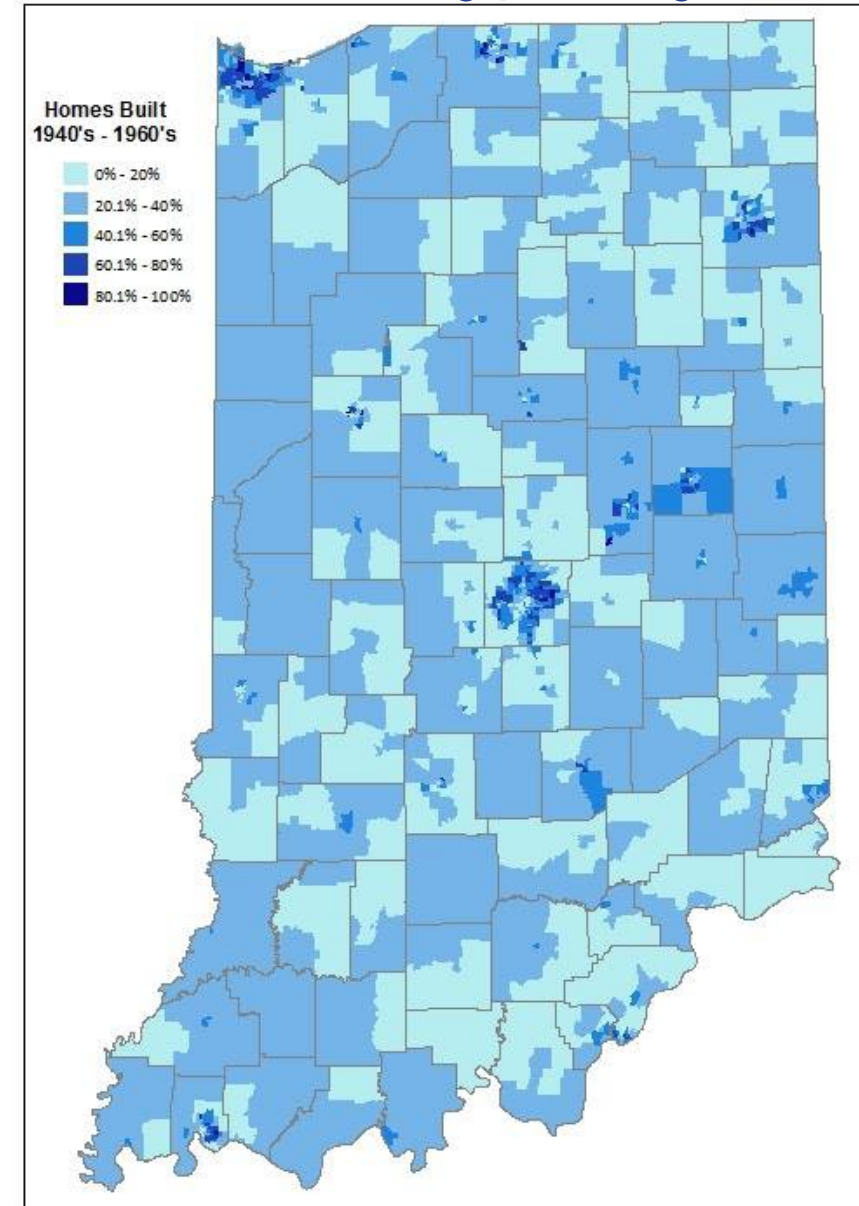 Homes Built
1940's - 1960's
0% - 20%
20.1% - 40%
40.1% - 60%
60.1% - 80%
80.1% - 100%